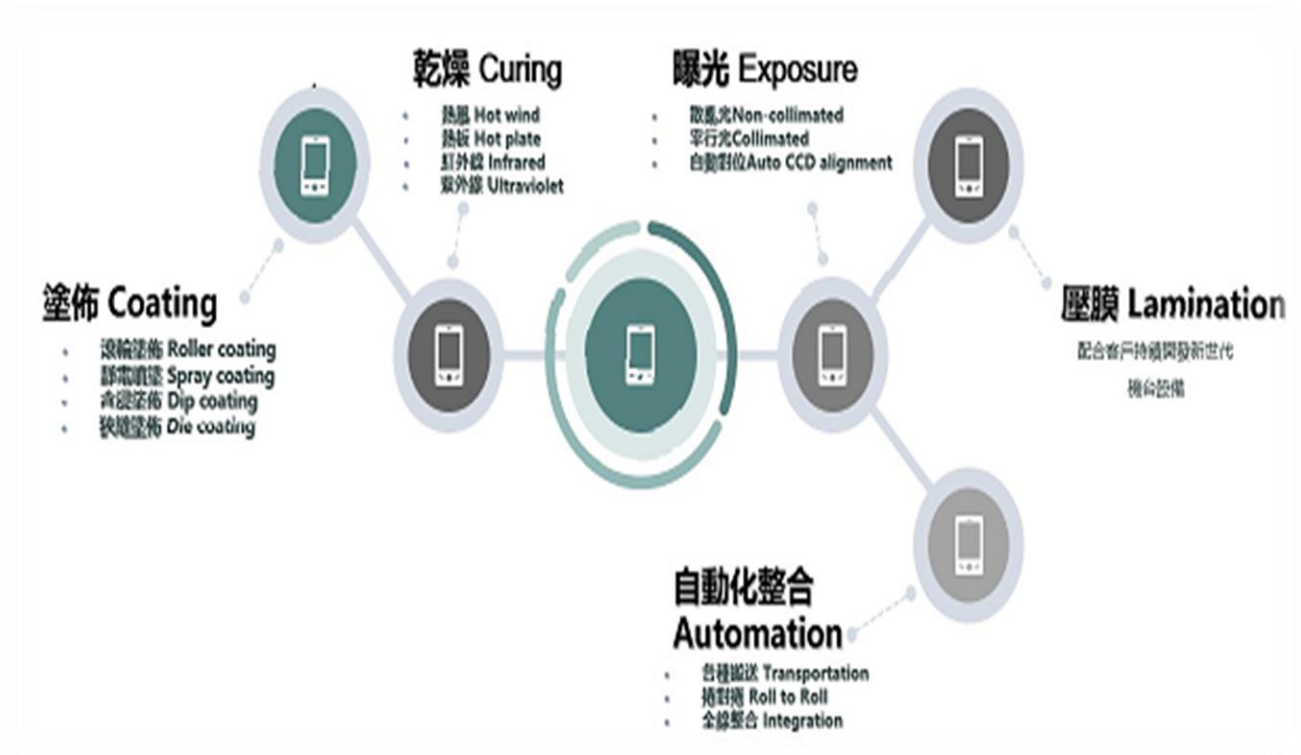 塗佈 Coating
滾輪塗佈 Roller coating
靜電噴塗 Spray coating
含浸塗佈 Dip coating
狹縫塗佈 Die coating
乾燥 Curing
熱風 Hot wind
熱板 Hot plate
紅外線 Infrared
紫外線 Ultraviolet
曝光 Exposure
散亂光Non-collimated
平行光Collimated
自動對位Auto CCD alignment
壓膜 Lamination
配合客戶持續開發新世代
機台設備
自動化整合
Automation
各種搬送 Transportation
捲對捲 Roll to Roll
全線整合 Integration